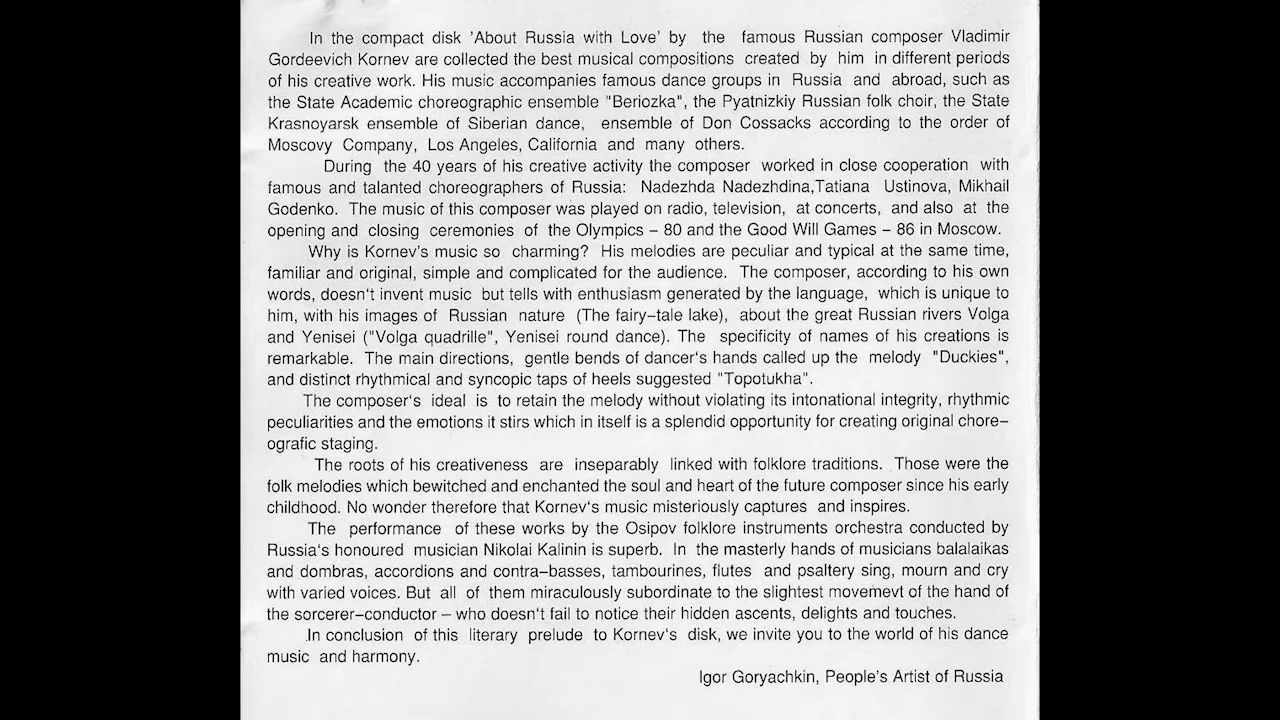 In the compact disk 'About Russia with Love' by the famous Russian composer Vladimir
Gordeevich Kornev are collected the best musical compositions created by him in different periods
of his creative work. His music accompanies famous dance groups in Russia and abroad, such as
the State Academic choreographic ensemble "Beriozka", the Pyatnizkiy Russian folk choir, the State
Krasnoyarsk ensemble of Siberian dance, ensemble of Don Cossacks according to the order of
Moscovy Company, Los Angeles, California and many others.
During the 40 years of his creative activity the composer worked in close cooperation with
famous and talanted choreographers of Russia: Nadezhda Nadezhdina,Tatiana Ustinova, Mikhail
Godenko. The music of this composer was played on radio, television, at concerts, and also at the
opening and closing ceremonies of the Olympics – 80 and the Good Will Games – 86 in Moscow.
Why is Kornev's music so charming? His melodies are peculiar and typical at the same time,
familiar and original, simple and complicated for the audience. The composer, according to his own
words, doesn't invent music but tells with enthusiasm generated by the language, which is unique to
him, with his images of Russian nature (The fairy–tale lake), about the great Russian rivers Volga
and Yenisei ("Volga quadrille", Yenisei round dance). The specificity of names of his creations is
remarkable. The main directions, gentle bends of dancer's hands called up the melody "Duckies",
and distinct rhythmical and syncopic taps of heels suggested "Topotukha".
The composer's ideal is to retain the melody without violating its intonational integrity, rhythmic
peculiarities and the emotions it stirs which in itself is a splendid opportunity for creating original chore–
ografic staging.
The roots of his creativeness are inseparably linked with folklore traditions. Those were the
folk melodies which bewitched and enchanted the soul and heart of the future composer since his early
childhood. No wonder therefore that Kornev's music misteriously captures and inspires.
The performance of these works by the Osipov folklore instruments orchestra conducted by
Russia's honoured musician Nikolai Kalinin is superb. In the masterly hands of musicians balalaikas
and dombras, accordions and contra–basses, tambourines, flutes and psaltery sing, mourn and cry
with varied voices. But all of them miraculously subordinate to the slightest movemevt of the hand of
the sorcerer–conductor – who doesn't fail to notice their hidden ascents, delights and touches.
In conclusion of this literary prelude to Kornev's disk, we invite you to the world of his dance
music and harmony.
Igor Goryachkin, People's Artist of Russia